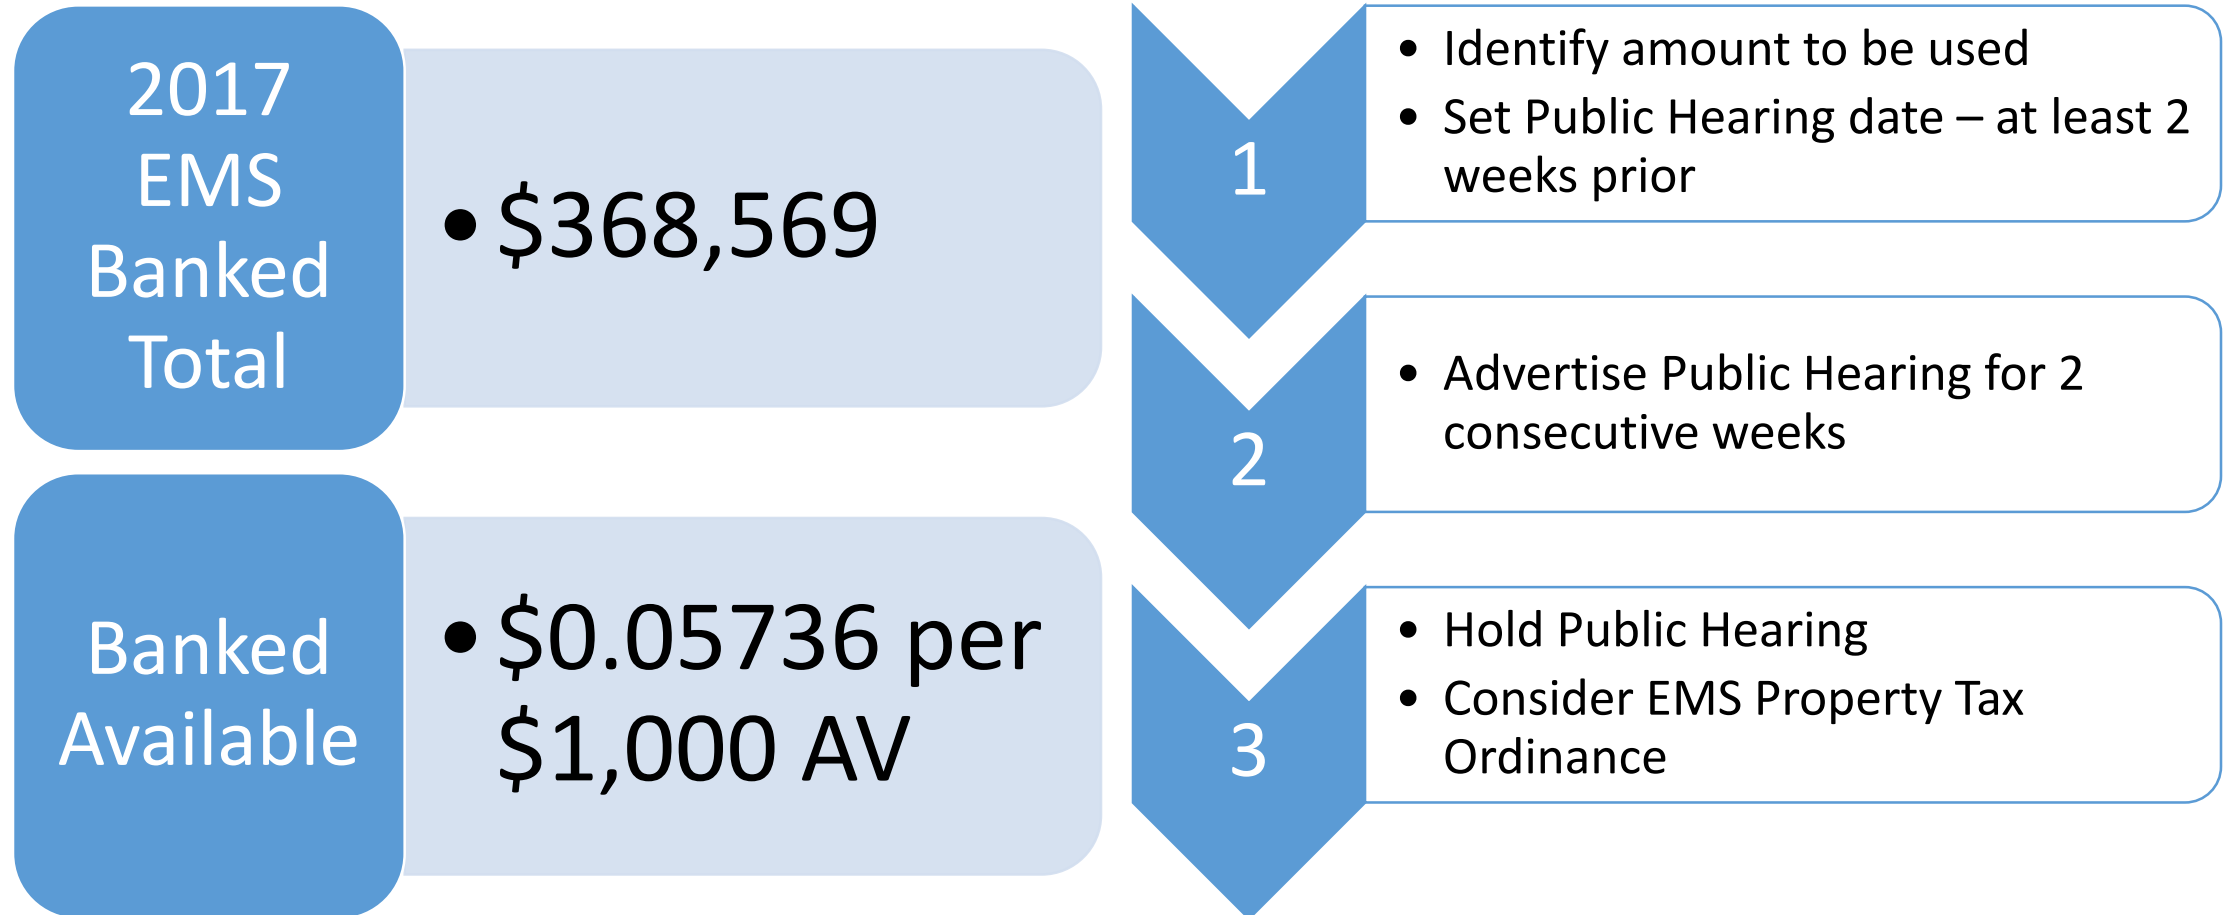 2017
EMS
Banked
Total
• $368,569
Banked
Available
• $0.05736 per
$1,000 AV
1
• Identify amount to be used
• Set Public Hearing date – at least 2
weeks prior
2
• Advertise Public Hearing for 2
consecutive weeks
3
• Hold Public Hearing
• Consider EMS Property Tax
Ordinance